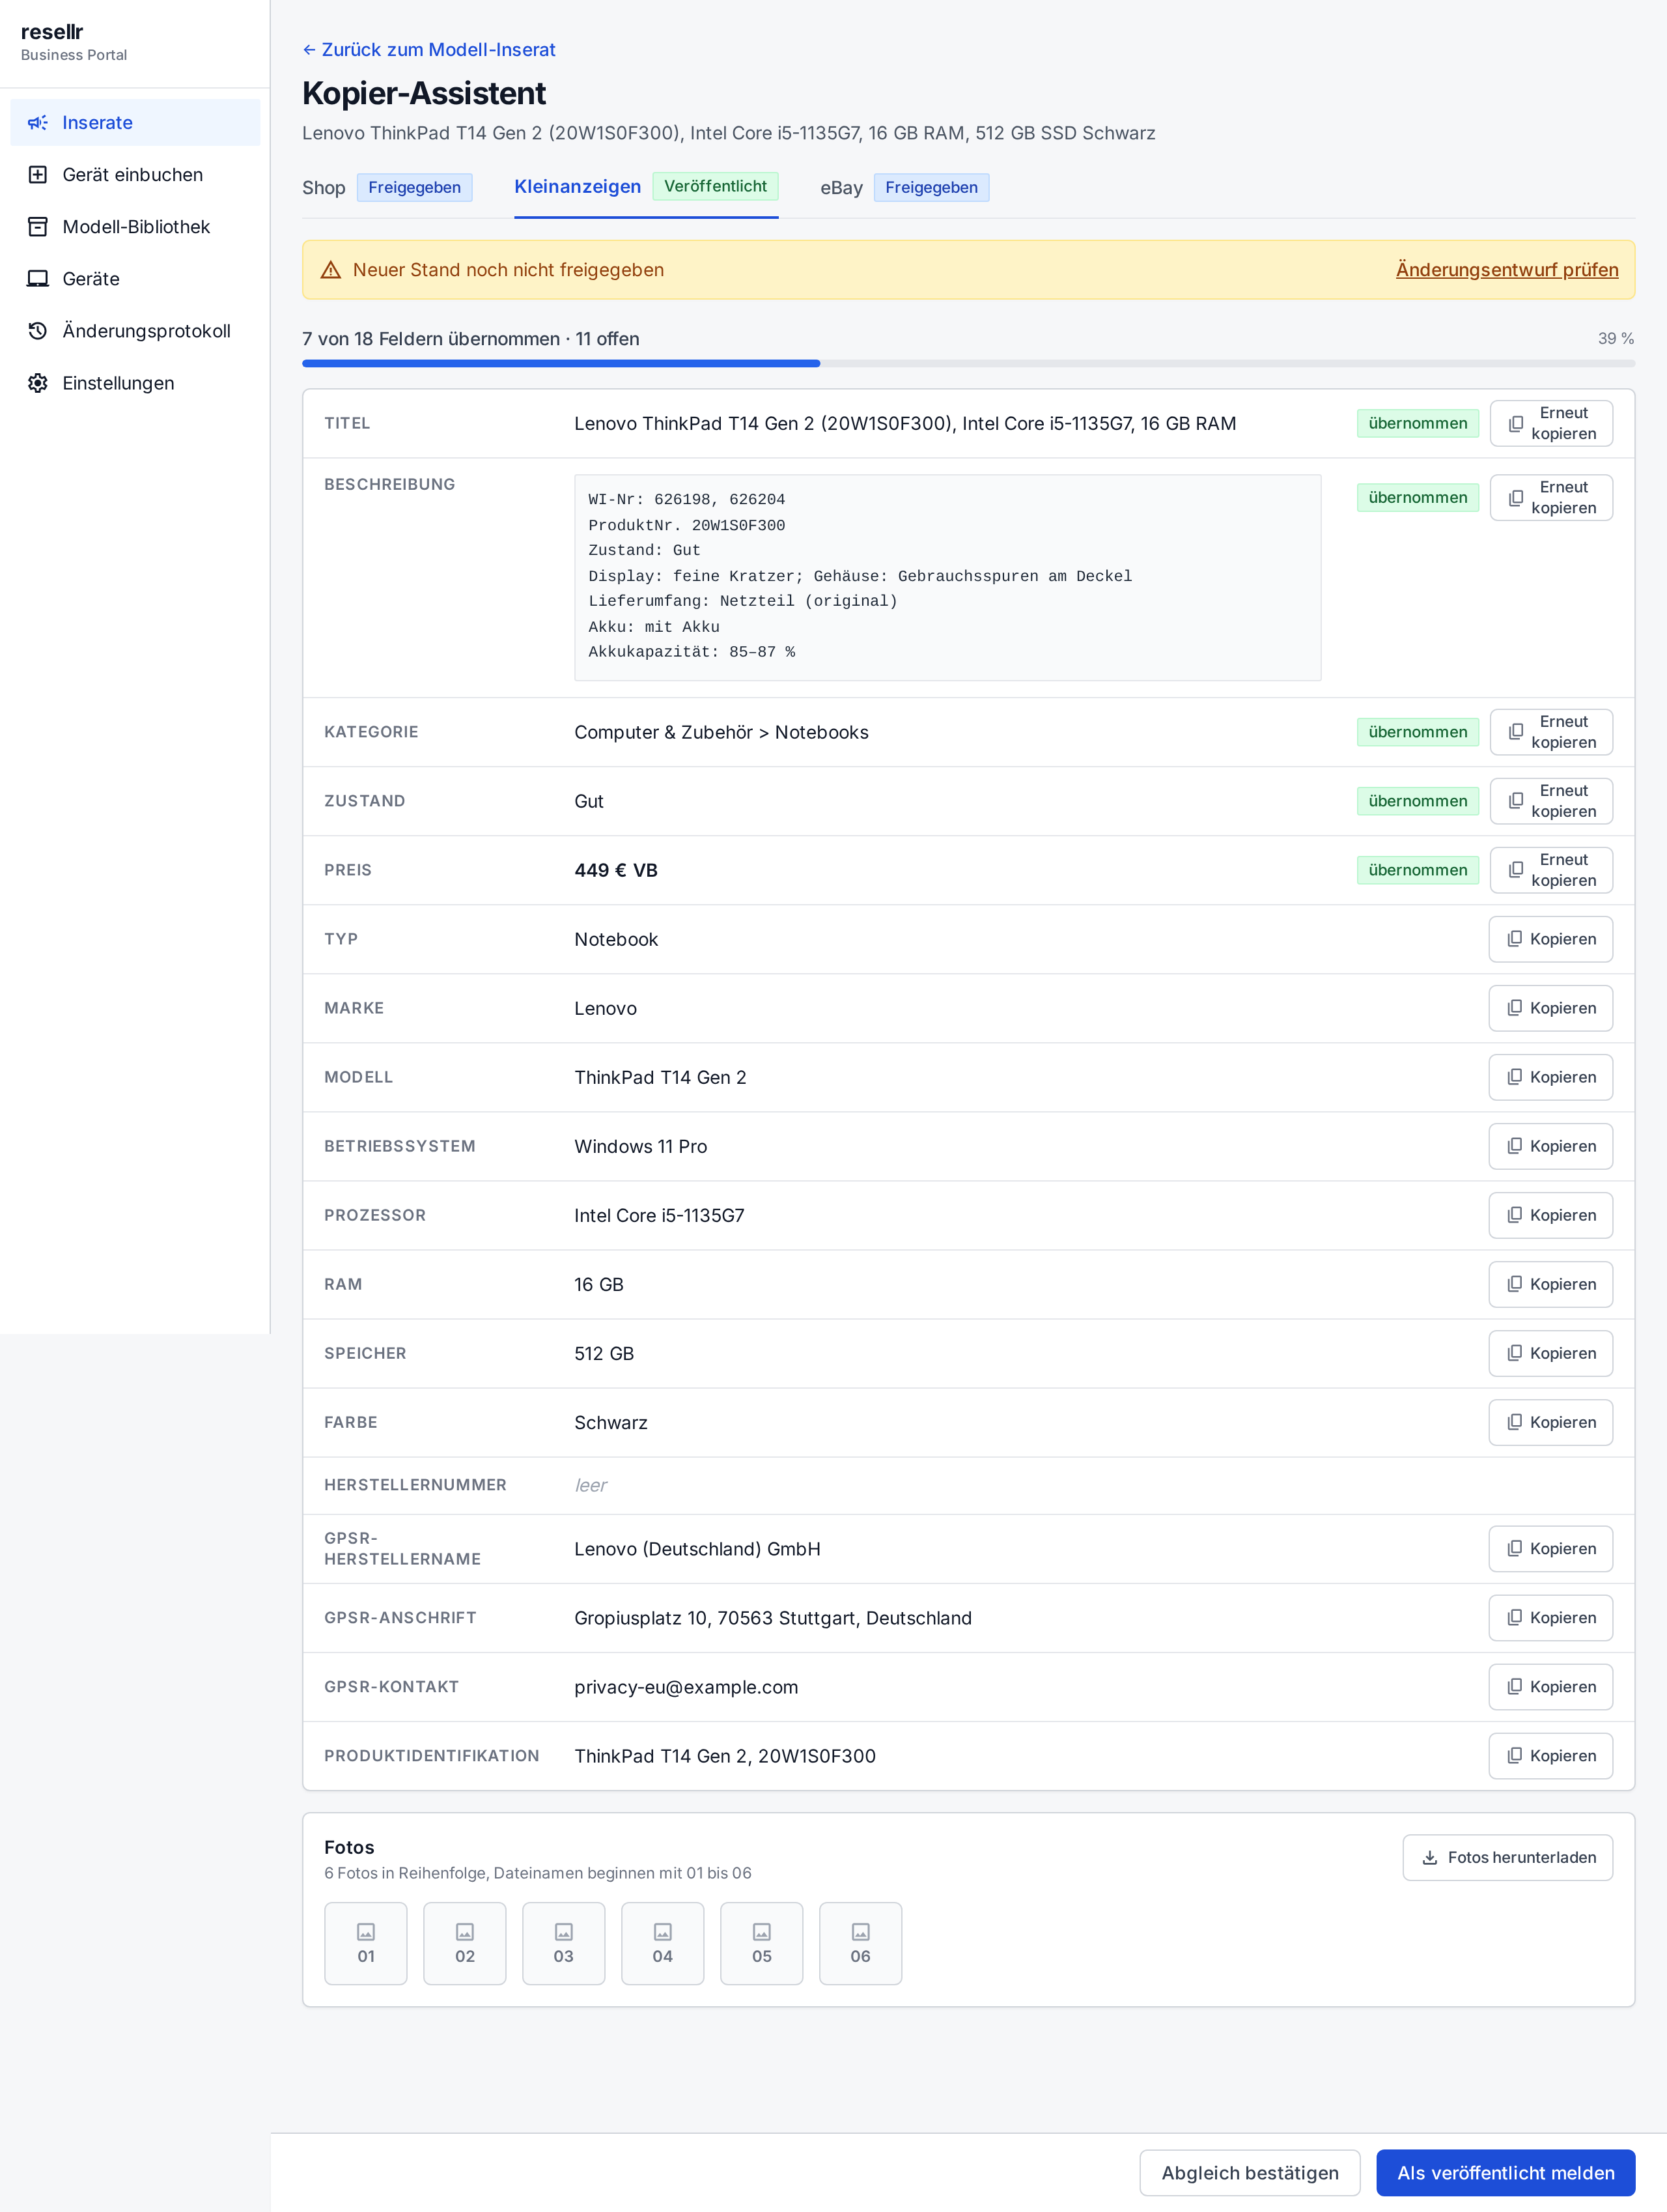 resellr
Business Portal
Inserate
Gerät einbuchen
Modell-Bibliothek
Geräte
Änderungsprotokoll
Einstellungen
← Zurück zum Modell-Inserat
Kopier-Assistent
Lenovo ThinkPad T14 Gen 2 (20W1S0F300), Intel Core i5-1135G7, 16 GB RAM, 512 GB SSD Schwarz
Shop Freigegeben Kleinanzeigen Veröffentlicht eBay Freigegeben
Neuer Stand noch nicht freigegeben Änderungsentwurf prüfen
7 von 18 Feldern übernommen · 11 offen 39 %
TITEL Lenovo ThinkPad T14 Gen 2 (20W1S0F300), Intel Core i5-1135G7, 16 GB RAM übernommen Erneut kopieren
BESCHREIBUNG übernommen Erneut kopieren
WI-Nr: 626198, 626204
ProduktNr. 20W1S0F300
Zustand: Gut
Display: feine Kratzer; Gehäuse: Gebrauchsspuren am Deckel
Lieferumfang: Netzteil (original)
Akku: mit Akku
Akkukapazität: 85–87 %
KATEGORIE Computer & Zubehör > Notebooks übernommen Erneut kopieren
ZUSTAND Gut übernommen Erneut kopieren
PREIS 449 € VB übernommen Erneut kopieren
TYP Notebook Kopieren
MARKE Lenovo Kopieren
MODELL ThinkPad T14 Gen 2 Kopieren
BETRIEBSSYSTEM Windows 11 Pro Kopieren
PROZESSOR Intel Core i5-1135G7 Kopieren
RAM 16 GB Kopieren
SPEICHER 512 GB Kopieren
FARBE Schwarz Kopieren
HERSTELLERNUMMER leer
GPSR-
HERSTELLERNAME Lenovo (Deutschland) GmbH Kopieren
GPSR-ANSCHRIFT Gropiusplatz 10, 70563 Stuttgart, Deutschland Kopieren
GPSR-KONTAKT privacy-eu@example.com Kopieren
PRODUKTIDENTIFIKATION ThinkPad T14 Gen 2, 20W1S0F300 Kopieren
Fotos
6 Fotos in Reihenfolge, Dateinamen beginnen mit 01 bis 06
Fotos herunterladen
01 02 03 04 05 06
Abgleich bestätigen Als veröffentlicht melden